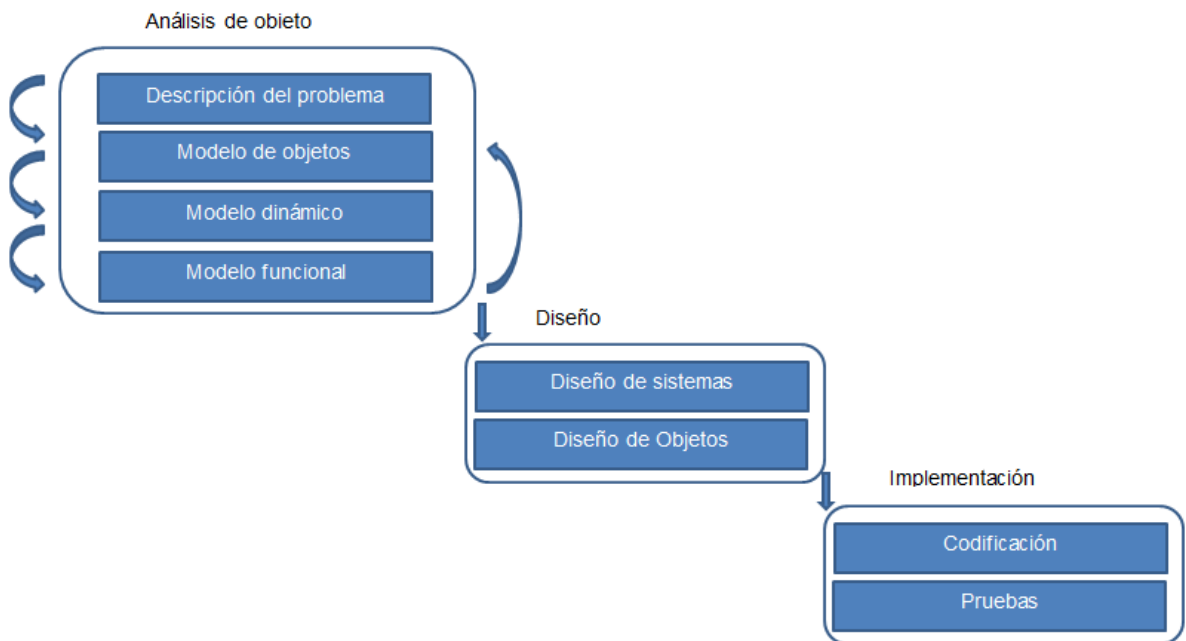 Análisis de obieto
Descripción del problema
Modelo de objetos
Modelo dinámico
Modelo funcional
Diseño
Diseño de sistemas
Diseño de Objetos
Implementación
Codificación
Pruebas